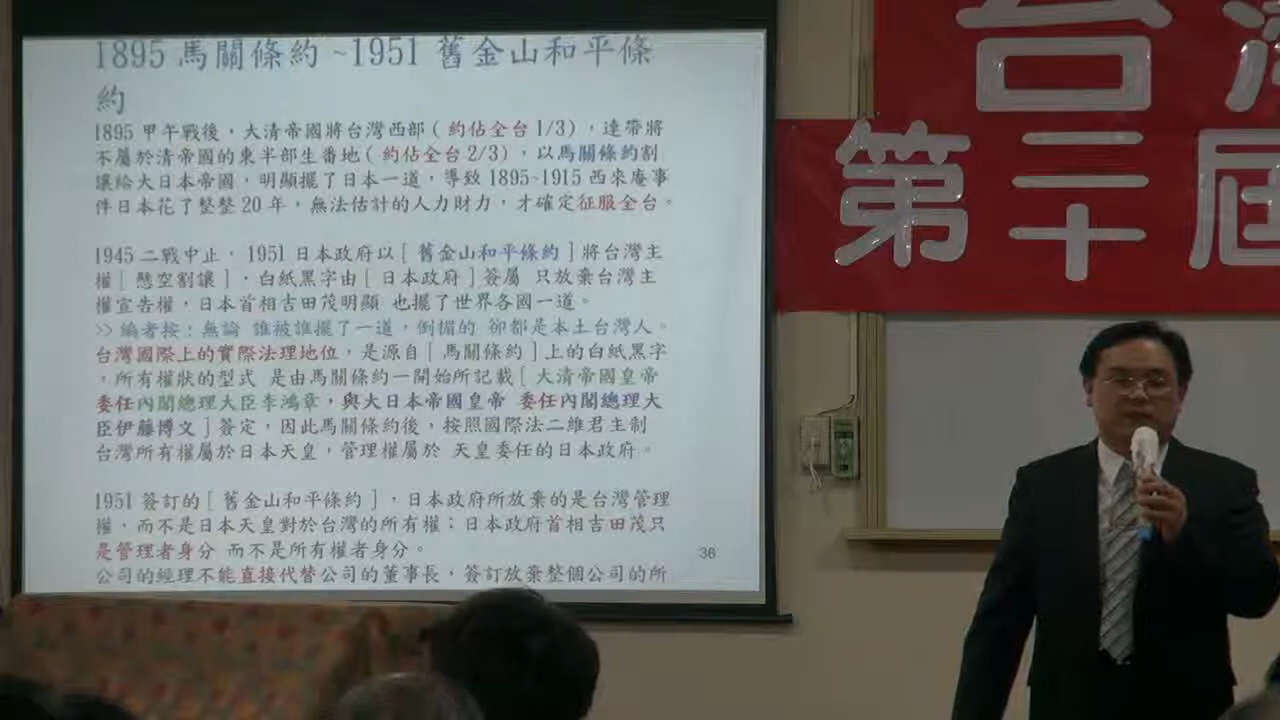 1895 馬關條約 ~1951 舊金山和平條
約
1895 甲午戰後，大清帝國將台灣西部( 約佔全台 1/3)，連帶將
不屬於清帝國的東半部生番地( 約佔全台 2/3)，以馬關條約割
讓給大日本帝國，明顯擺了日本一道，導致 1895~1915 西來庵事
件日本花了整整 20 年，無法估計的人力財力，才確定征服全台。
1945 二戰中止，1951 日本政府以 [ 舊金山和平條約 ] 將台灣主
權 [ 懸空割讓 ]，白紙黑字由 [ 日本政府 ] 簽屬 只放棄台灣主
權宣告權，日本首相吉田茂明顯 也擺了世界各國一道。
>> 編者按：無論 誰被誰擺了一道，倒楣的 卻都是本土台灣人。
台灣國際上的實際法理地位，是源自 [ 馬關條約 ] 上的白紙黑字
，所有權狀的型式 是由馬關條約一開始所記載 [ 大清帝國皇帝
委任內閣總理大臣李鴻章，與大日本帝國皇帝 委任內閣總理大
臣伊藤博文 ] 簽定，因此馬關條約後，按照國際法二維君主制
台灣所有權屬於日本天皇，管理權屬於 天皇委任的日本政府。
1951 簽訂的 [ 舊金山和平條約 ]，日本政府所放棄的是台灣管理
權，而不是日本天皇對於台灣的所有權；日本政府首相吉田茂只
是管理者身分 而不是所有權者身分。
公司的經理不能直接代替公司的董事長，簽訂放棄整個公司的所
36
台灣
第二十屆